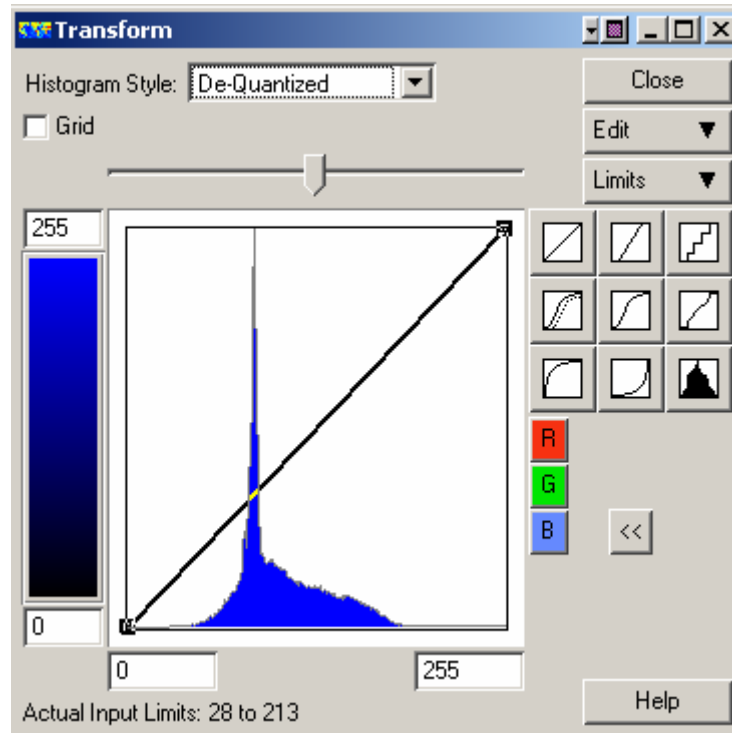 Transform
Histogram Style: De-Quantized
Close
Grid
Edit
Limits
255
R
G
B
<<
0
0 255
Actual Input Limits: 28 to 213
Help